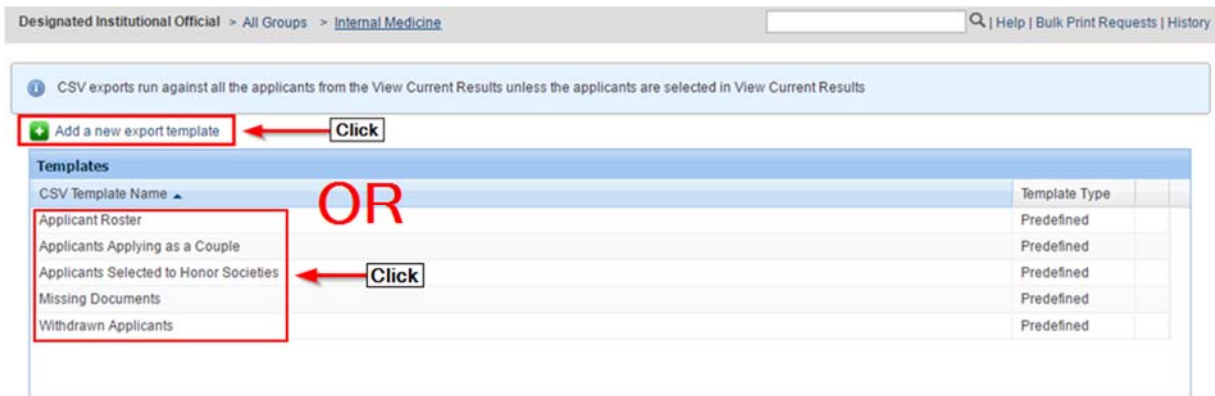 Designated Institutional Official > All Groups > Internal Medicine | Help | Bulk Print Requests | History
CSV exports run against all the applicants from the View Current Results unless the applicants are selected in View Current Results
Add a new export template Click
Templates
CSV Template Name Template Type
OR
Applicant Roster Predefined
Applicants Applying as a Couple Predefined
Applicants Selected to Honor Societies Click Predefined
Missing Documents Predefined
Withdrawn Applicants Predefined